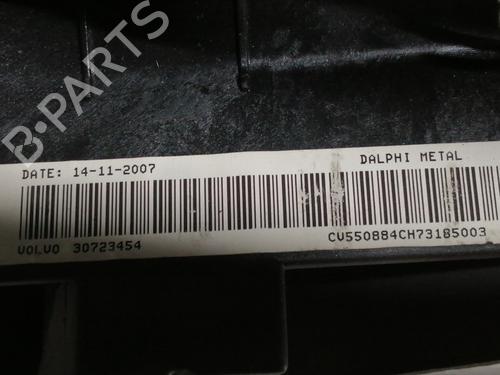 B-PARTS
DATE: 14-11-2007
DALPHI METAL
VOLVO 30723454
CV550884CH73185003